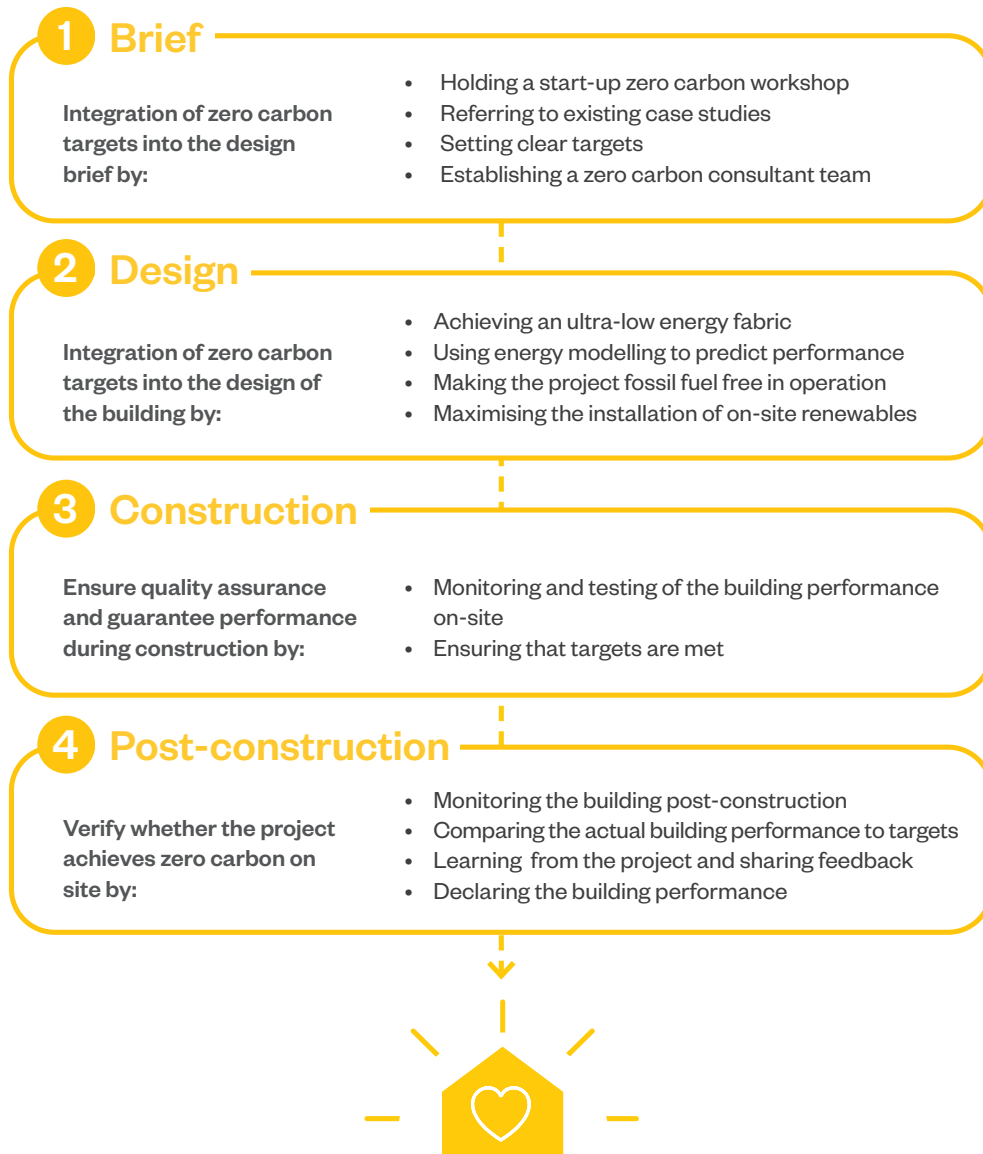 1 Brief
Integration of zero carbon
targets into the design
brief by:
• Holding a start-up zero carbon workshop
• Referring to existing case studies
• Setting clear targets
• Establishing a zero carbon consultant team
2 Design
Integration of zero carbon
targets into the design of
the building by:
• Achieving an ultra-low energy fabric
• Using energy modelling to predict performance
• Making the project fossil fuel free in operation
• Maximising the installation of on-site renewables
3 Construction
Ensure quality assurance
and guarantee performance
during construction by:
• Monitoring and testing of the building performance
on-site
• Ensuring that targets are met
4 Post-construction
Verify whether the project
achieves zero carbon on
site by:
• Monitoring the building post-construction
• Comparing the actual building performance to targets
• Learning from the project and sharing feedback
• Declaring the building performance